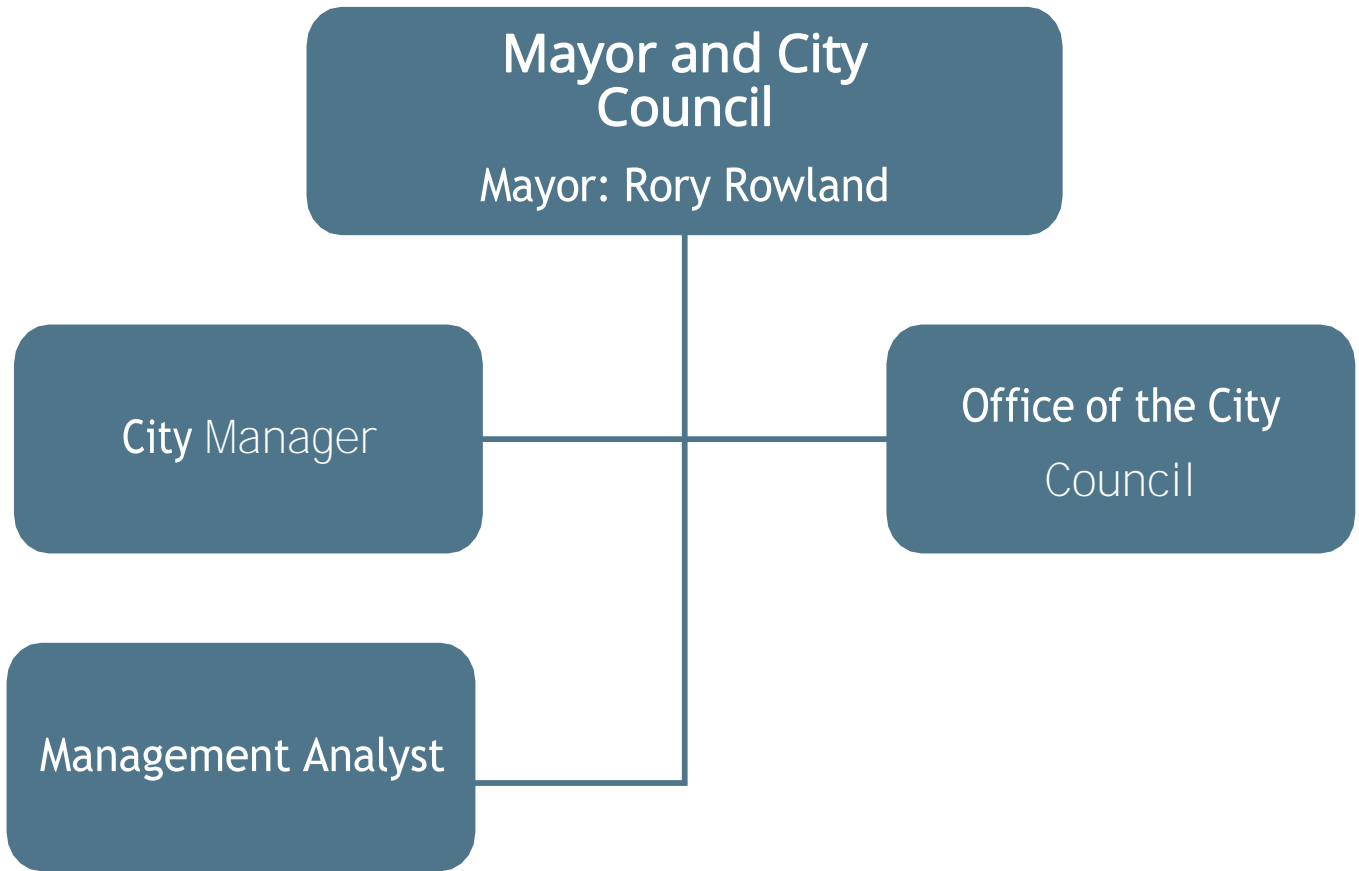 Mayor and City
Council
Mayor: Rory Rowland
City Manager
Office of the City
Council
Management Analyst